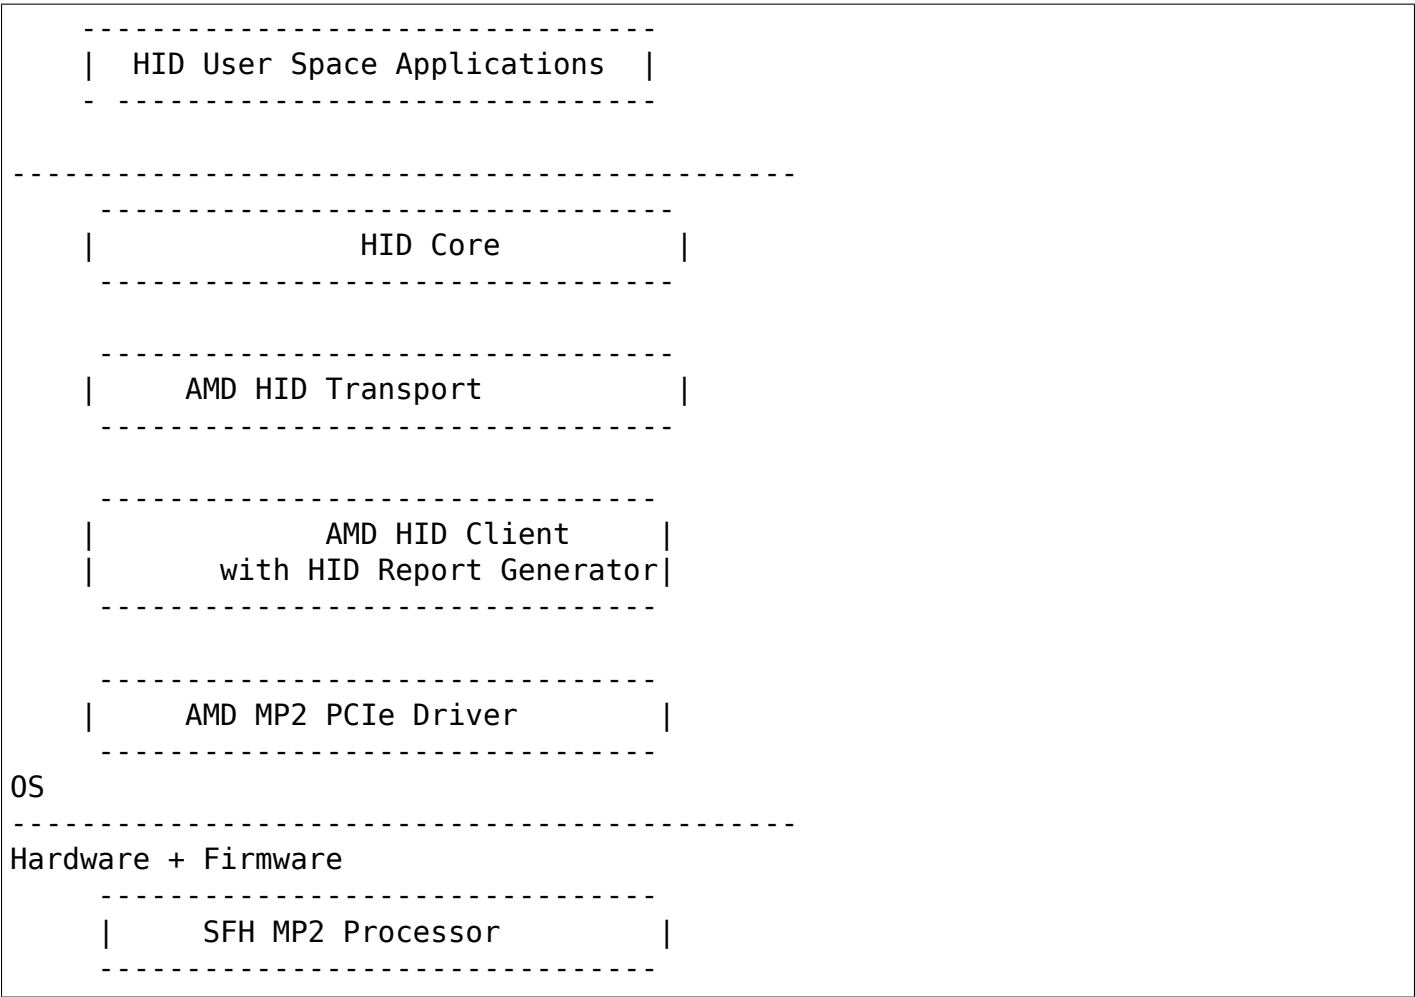 ---------------------------------
|  HID User Space Applications  |
- -------------------------------
---------------------------------------------
---------------------------------
|               HID Core          |
---------------------------------
---------------------------------
|     AMD HID Transport           |
---------------------------------
--------------------------------
|             AMD HID Client     |
|       with HID Report Generator|
--------------------------------
--------------------------------
|     AMD MP2 PCIe Driver        |
--------------------------------
OS
---------------------------------------------
Hardware + Firmware
--------------------------------
|     SFH MP2 Processor         |
--------------------------------